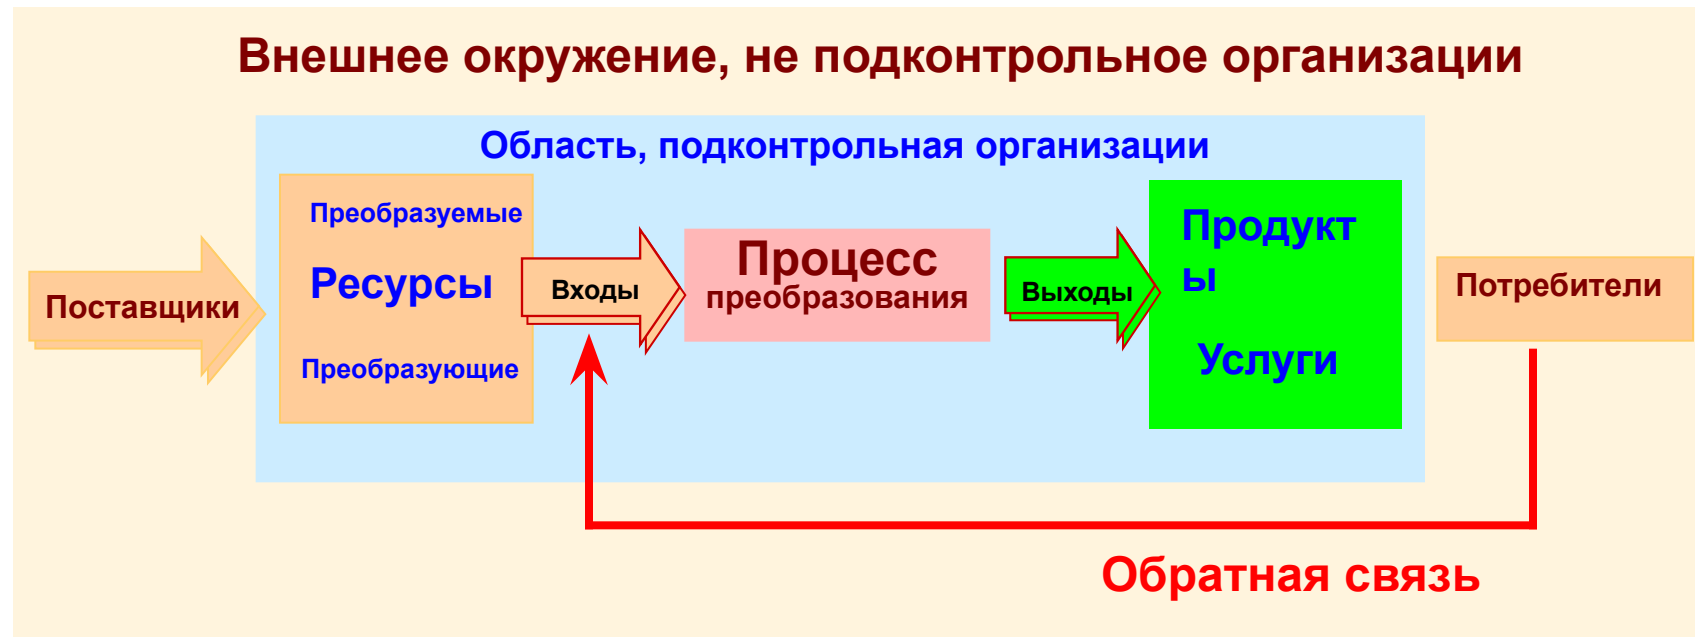 Внешнее окружение, не подконтрольное организации
Область, подконтрольная организации
Поставщики
Преобразуемые
Ресурсы
Преобразующие
Входы
Процесс
преобразования
Выходы
Продукт
ы
Услуги
Потребители
Обратная связь